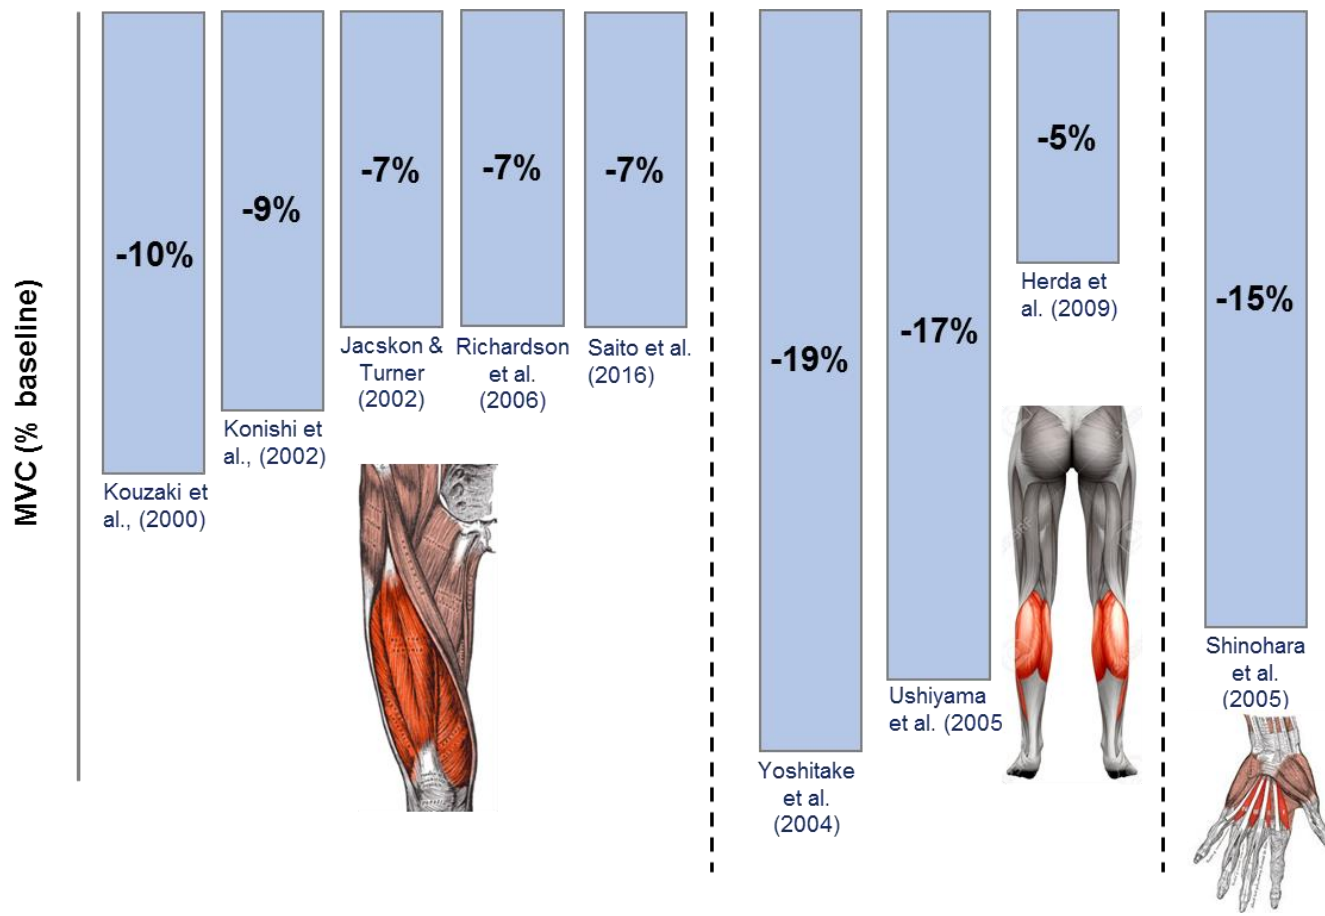 MVC (% baseline)
-10%
Kouzaki et
al., (2000)
-9%
Konishi et
al., (2002)
-7%
Jacskon &
Turner
(2002)
-7%
Richardson
et al.
(2006)
-7%
Saito et al.
(2016)
-19%
Yoshitake
et al.
(2004)
-17%
Ushiyama
et al. (2005
-5%
Herda et
al. (2009)
-15%
Shinohara
et al.
(2005)